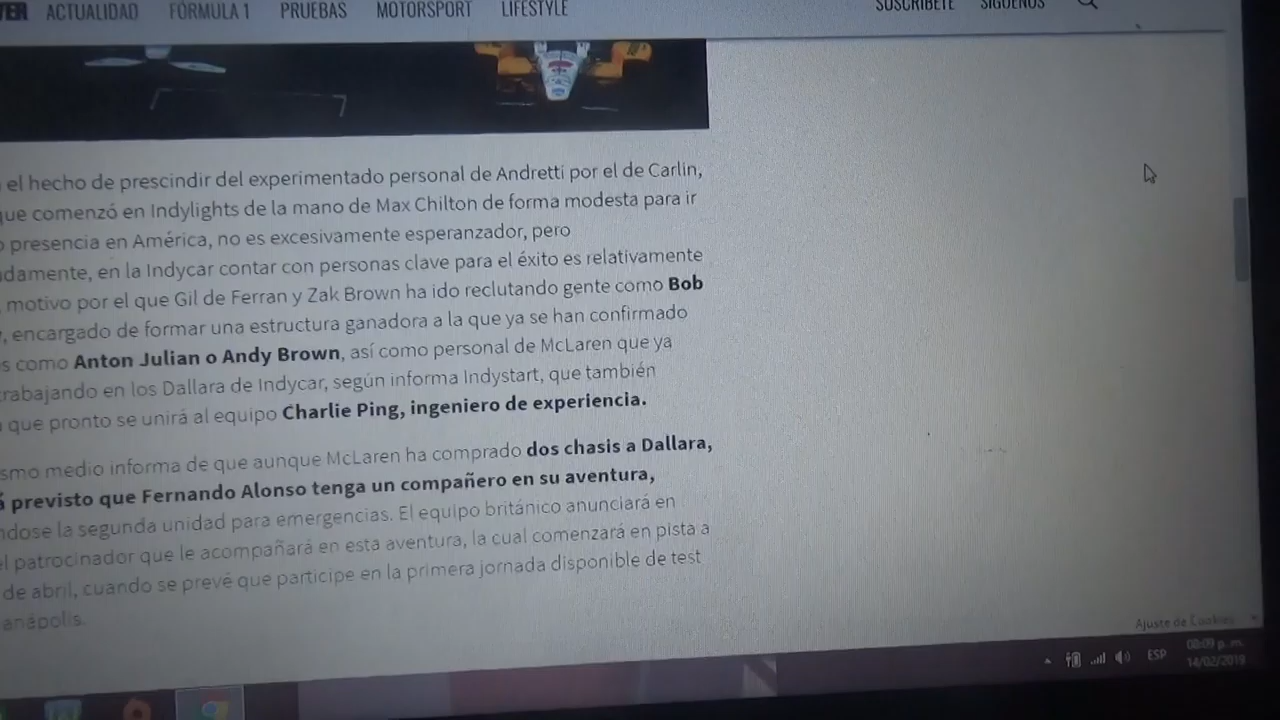 ACTUALIDAD FÓRMULA 1 PRUEBAS MOTORSPORT LIFESTYLE SUSCRÍBETE SÍGUENOS
el hecho de prescindir del experimentado personal de Andretti por el de Carlin,
que comenzó en Indylights de la mano de Max Chilton de forma modesta para ir
presencia en América, no es excesivamente esperanzador, pero
damente, en la Indycar contar con personas clave para el éxito es relativamente
motivo por el que Gil de Ferran y Zak Brown ha ido reclutando gente como Bob
, encargado de formar una estructura ganadora a la que ya se han confirmado
s como Anton Julian o Andy Brown, así como personal de McLaren que ya
trabajando en los Dallara de Indycar, según informa Indystart, que también
que pronto se unirá al equipo Charlie Ping, ingeniero de experiencia.
smo medio informa de que aunque McLaren ha comprado dos chasis a Dallara,
á previsto que Fernando Alonso tenga un compañero en su aventura,
ndose la segunda unidad para emergencias. El equipo británico anunciará en
el patrocinador que le acompañará en esta aventura, la cual comenzará en pista a
de abril, cuando se prevé que participe en la primera jornada disponible de test
anápolis.
Ajuste de Cookies
ESP
14/02/2019